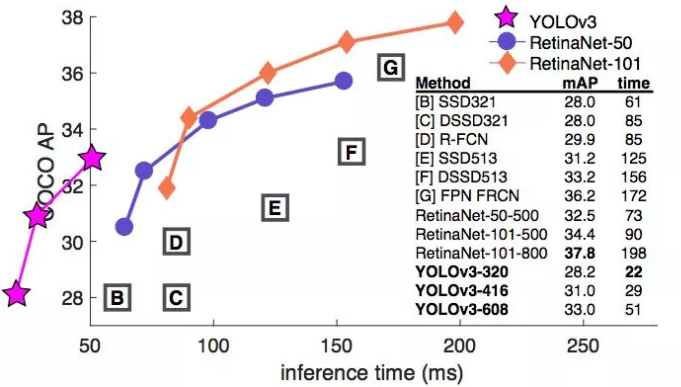 38
36
34
32
30
28
COCO AP
50
100
150
200
250
inference time (ms)
B
C
D
E
F
G
YOLOv3
RetinaNet-50
RetinaNet-101
Method mAP time
[B] SSD321 28.0 61
[C] DSSD321 28.0 85
[D] R-FCN 29.9 85
[E] SSD513 31.2 125
[F] DSSD513 33.2 156
[G] FPN FRCN 36.2 172
RetinaNet-50-500 32.5 73
RetinaNet-101-500 34.4 90
RetinaNet-101-800 37.8 198
YOLOv3-320 28.2 22
YOLOv3-416 31.0 29
YOLOv3-608 33.0 51